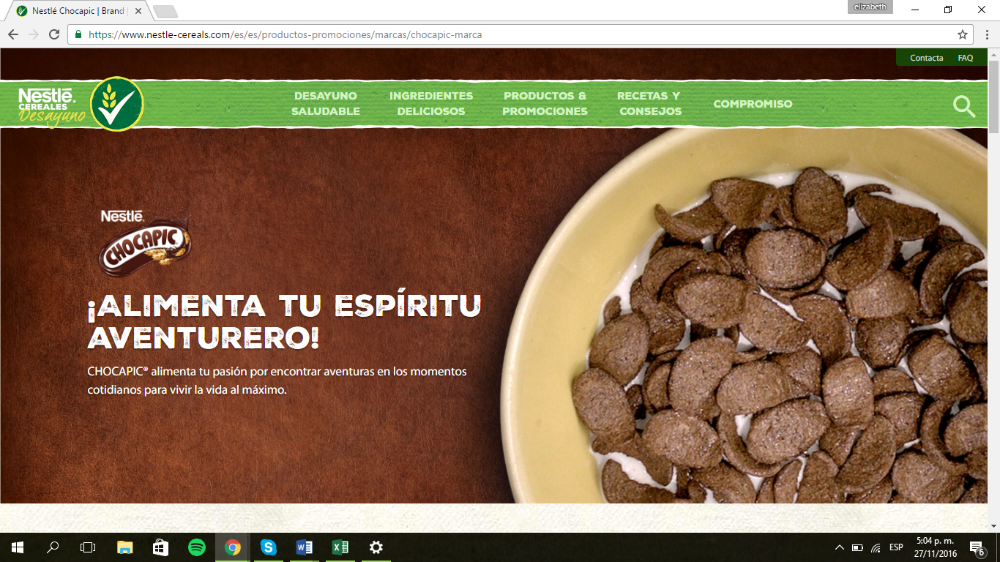 Nestlé Chocapic | Brand
elizabeth
https://www.nestle-cereals.com/es/es/productos-promociones/marcas/chocapic-marca
Contacta FAQ
Nestlé.
CEREALES
Desayuno
DESAYUNO
SALUDABLE
INGREDIENTES
DELICIOSOS
PRODUCTOS &
PROMOCIONES
RECETAS Y
CONSEJOS
COMPROMISO
Nestlé.
CHOCAPIC
¡ALIMENTA TU ESPÍRITU
AVENTURERO!
CHOCAPIC® alimenta tu pasión por encontrar aventuras en los momentos
cotidianos para vivir la vida al máximo.
ESP
5:04 p. m.
27/11/2016
6